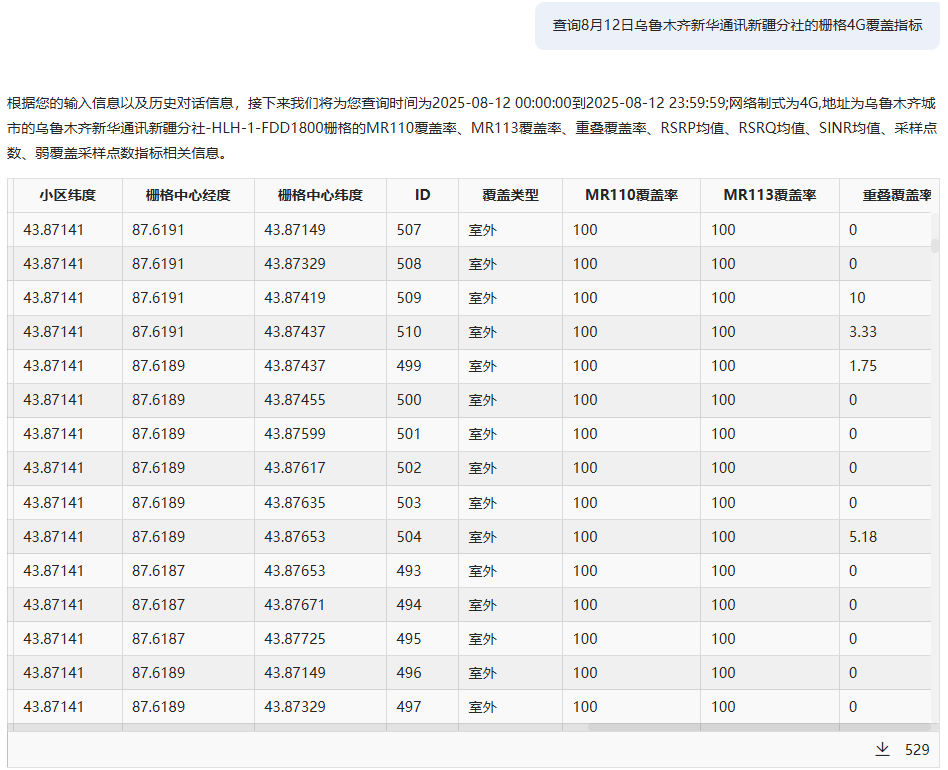 查询8月12日乌鲁木齐新华通讯新疆分社的栅格4G覆盖指标
根据您的输入信息以及历史对话信息，接下来我们将为您查询时间为2025-08-12 00:00:00到2025-08-12 23:59:59;网络制式为4G,地址为乌鲁木齐城
市的乌鲁木齐新华通讯新疆分社-HLH-1-FDD1800栅格的MR110覆盖率、MR113覆盖率、重叠覆盖率、RSRP均值、RSRQ均值、SINR均值、采样点
数、弱覆盖采样点数指标相关信息。
小区纬度 栅格中心经度 栅格中心纬度 ID 覆盖类型 MR110覆盖率 MR113覆盖率 重叠覆盖率
43.87141 87.6191 43.87149 507 室外 100 100 0
43.87141 87.6191 43.87329 508 室外 100 100 0
43.87141 87.6191 43.87419 509 室外 100 100 10
43.87141 87.6191 43.87437 510 室外 100 100 3.33
43.87141 87.6189 43.87437 499 室外 100 100 1.75
43.87141 87.6189 43.87455 500 室外 100 100 0
43.87141 87.6189 43.87599 501 室外 100 100 0
43.87141 87.6189 43.87617 502 室外 100 100 0
43.87141 87.6189 43.87635 503 室外 100 100 0
43.87141 87.6189 43.87653 504 室外 100 100 5.18
43.87141 87.6187 43.87653 493 室外 100 100 0
43.87141 87.6187 43.87671 494 室外 100 100 0
43.87141 87.6187 43.87725 495 室外 100 100 0
43.87141 87.6189 43.87149 496 室外 100 100 0
43.87141 87.6189 43.87329 497 室外 100 100 0
529